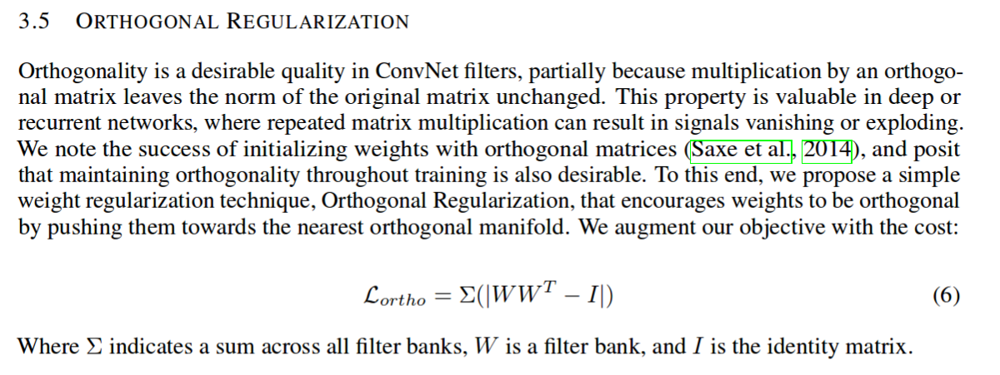 3.5 ORTHOGONAL REGULARIZATION
Orthogonality is a desirable quality in ConvNet filters, partially because multiplication by an orthogo-
nal matrix leaves the norm of the original matrix unchanged. This property is valuable in deep or
recurrent networks, where repeated matrix multiplication can result in signals vanishing or exploding.
We note the success of initializing weights with orthogonal matrices (Saxe et al., 2014), and posit
that maintaining orthogonality throughout training is also desirable. To this end, we propose a simple
weight regularization technique, Orthogonal Regularization, that encourages weights to be orthogonal
by pushing them towards the nearest orthogonal manifold. We augment our objective with the cost:
ℒ_ortho = Σ(|WW^T − I|) (6)
Where Σ indicates a sum across all filter banks, W is a filter bank, and I is the identity matrix.